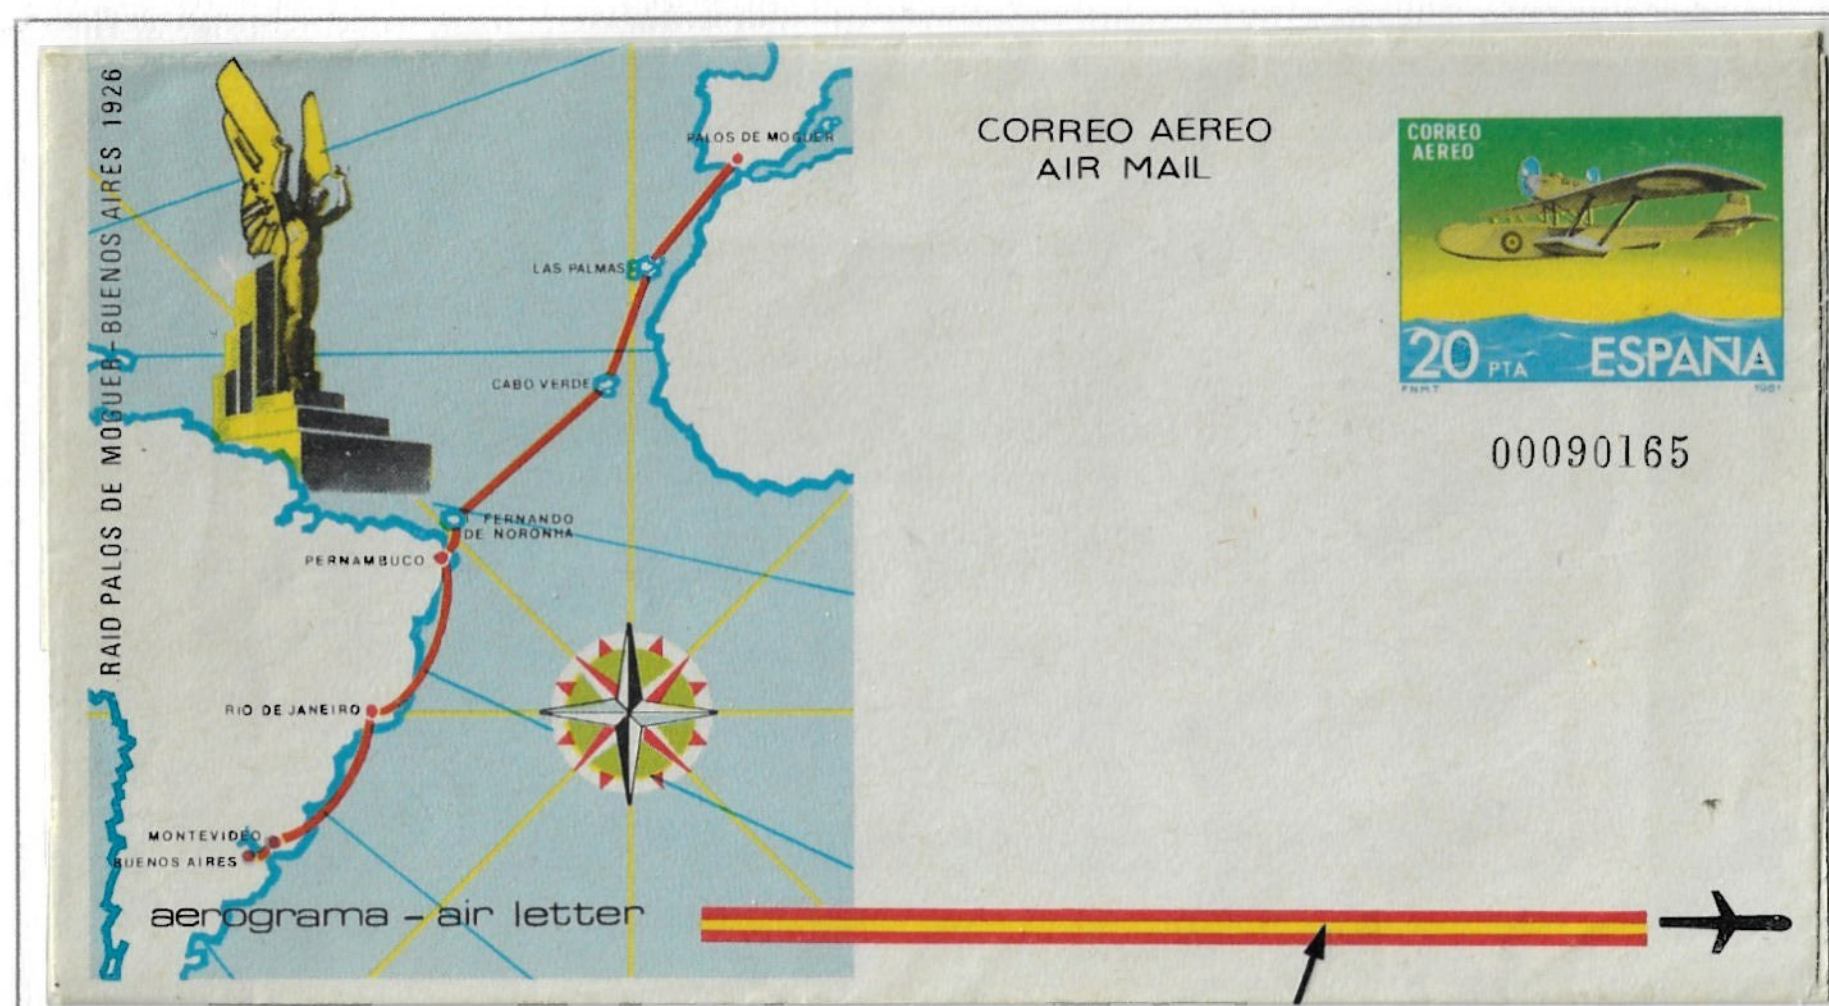 RAID PALOS DE MOGUER-BUENOS AIRES 1926
PALOS DE MOGUER
LAS PALMAS
CABO VERDE
FERNANDO
DE NORONHA
PERNAMBUCO
RIO DE JANEIRO
MONTEVIDEO
BUENOS AIRES
aerograma - air letter
CORREO AEREO
AIR MAIL
CORREO
AEREO
20 PTA ESPAÑA
F.N.M.T. 1981
00090165